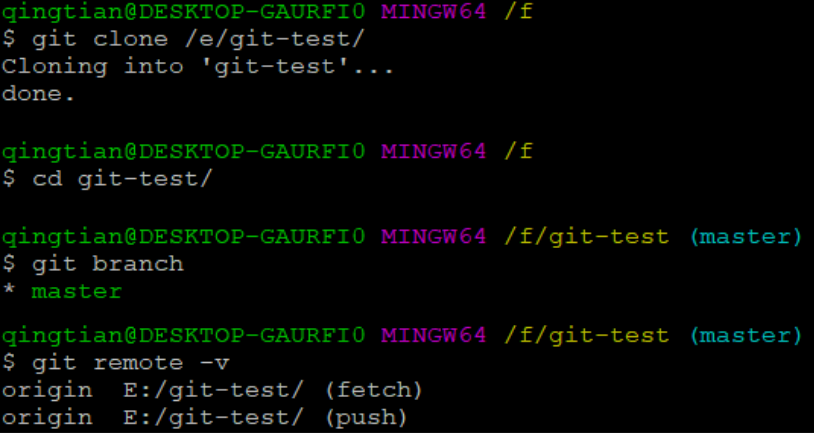 qingtian@DESKTOP-GAURFI0 MINGW64 /f
$ git clone /e/git-test/
Cloning into 'git-test'...
done.
qingtian@DESKTOP-GAURFI0 MINGW64 /f
$ cd git-test/
qingtian@DESKTOP-GAURFI0 MINGW64 /f/git-test (master)
$ git branch
* master
qingtian@DESKTOP-GAURFI0 MINGW64 /f/git-test (master)
$ git remote -v
origin  E:/git-test/ (fetch)
origin  E:/git-test/ (push)